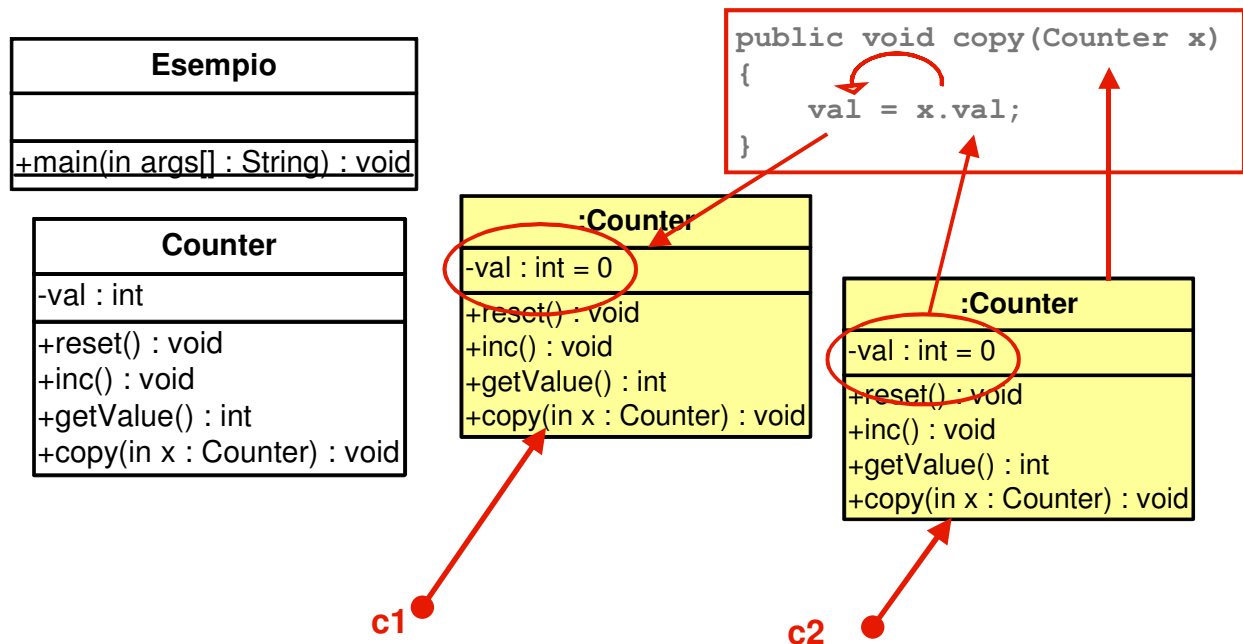 Esempio
+main(in args[] : String) : void
Counter
-val : int
+reset() : void
+inc() : void
+getValue() : int
+copy(in x : Counter) : void
public void copy(Counter x)
{
val = x.val;
}
:Counter
-val : int = 0
+reset() : void
+inc() : void
+getValue() : int
+copy(in x : Counter) : void
:Counter
-val : int = 0
+reset() : void
+inc() : void
+getValue() : int
+copy(in x : Counter) : void
c1
c2